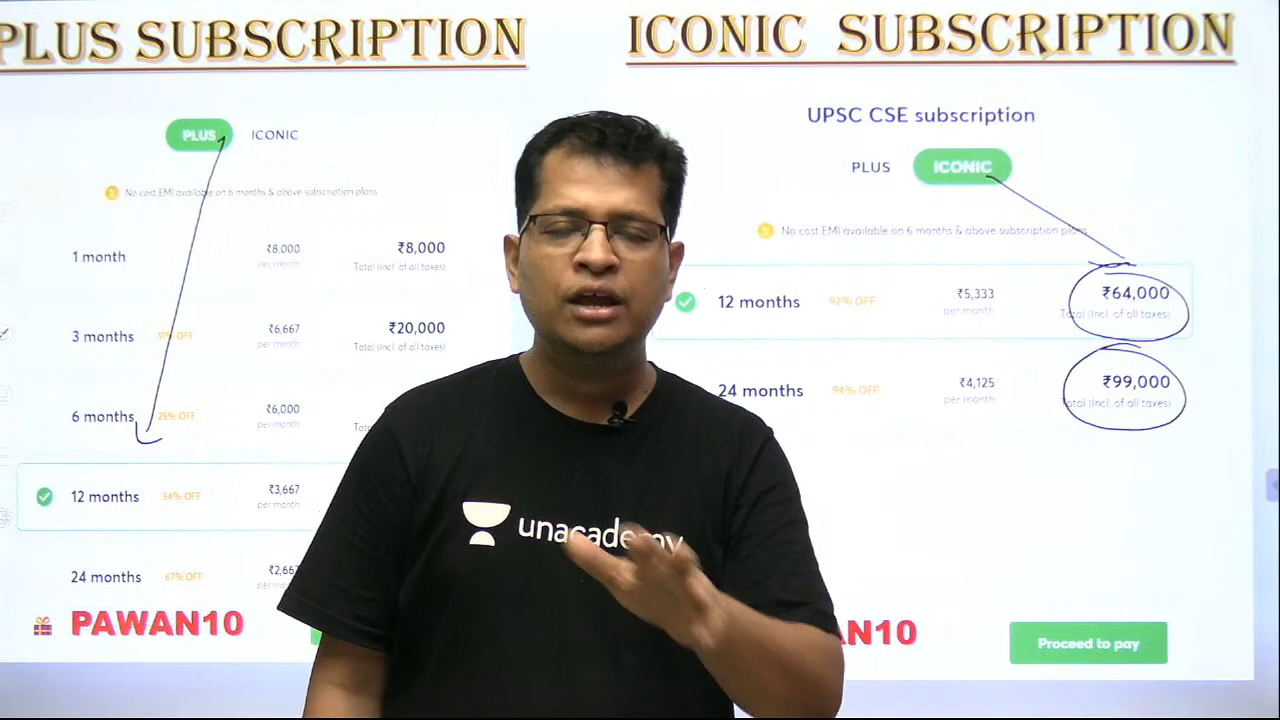 PLUS SUBSCRIPTION
PLUS ICONIC
No cost EMI available on 6 months & above subscription plans
1 month ₹8,000 ₹8,000
per month Total (Incl. of all taxes)
3 months 17% OFF ₹6,667 ₹20,000
per month Total (Incl. of all taxes)
6 months 25% OFF ₹6,000
per month
12 months 54% OFF ₹3,667
per month
24 months 67% OFF ₹2,667
PAWAN10
ICONIC SUBSCRIPTION
UPSC CSE subscription
PLUS ICONIC
No cost EMI available on 6 months & above subscription plans
12 months 92% OFF ₹5,333 ₹64,000
per month Total (Incl. of all taxes)
24 months 94% OFF ₹4,125 ₹99,000
per month Total (Incl. of all taxes)
AN10
Proceed to pay
unacademy